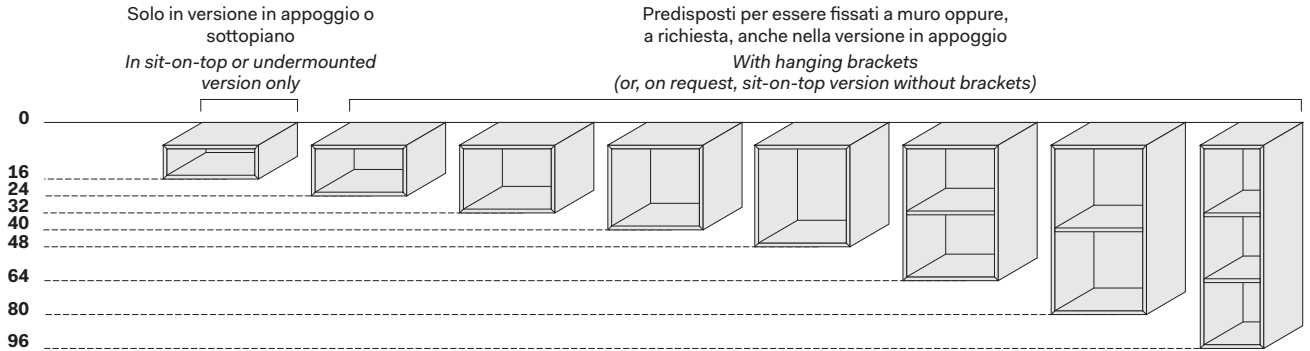 Solo in versione in appoggio o
sottopiano
In sit-on-top or undermounted
version only
Predisposti per essere fissati a muro oppure,
a richiesta, anche nella versione in appoggio
With hanging brackets
(or, on request, sit-on-top version without brackets)
0
16
24
32
40
48
64
80
96